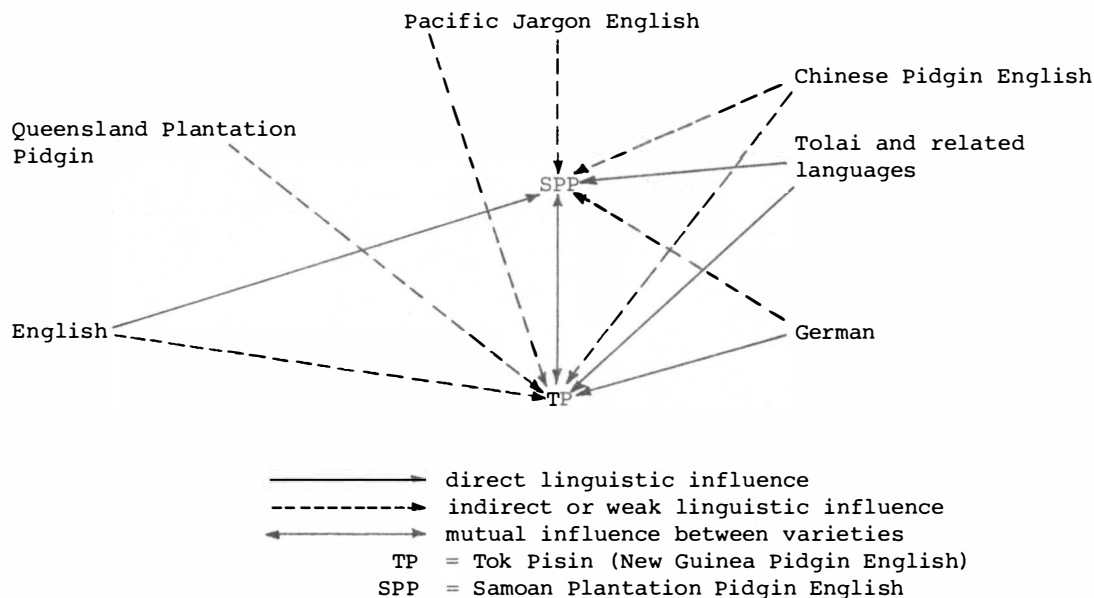 Pacific Jargon English
Chinese Pidgin English
Queensland Plantation
Pidgin
Tolai and related
languages
SPP
English
German
TP
direct linguistic influence
indirect or weak linguistic influence
mutual influence between varieties
TP = Tok Pisin (New Guinea Pidgin English)
SPP = Samoan Plantation Pidgin English